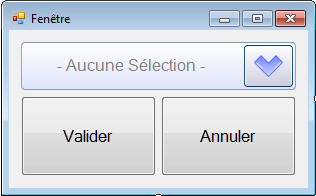 Fenêtre
- Aucune Sélection -
Valider
Annuler